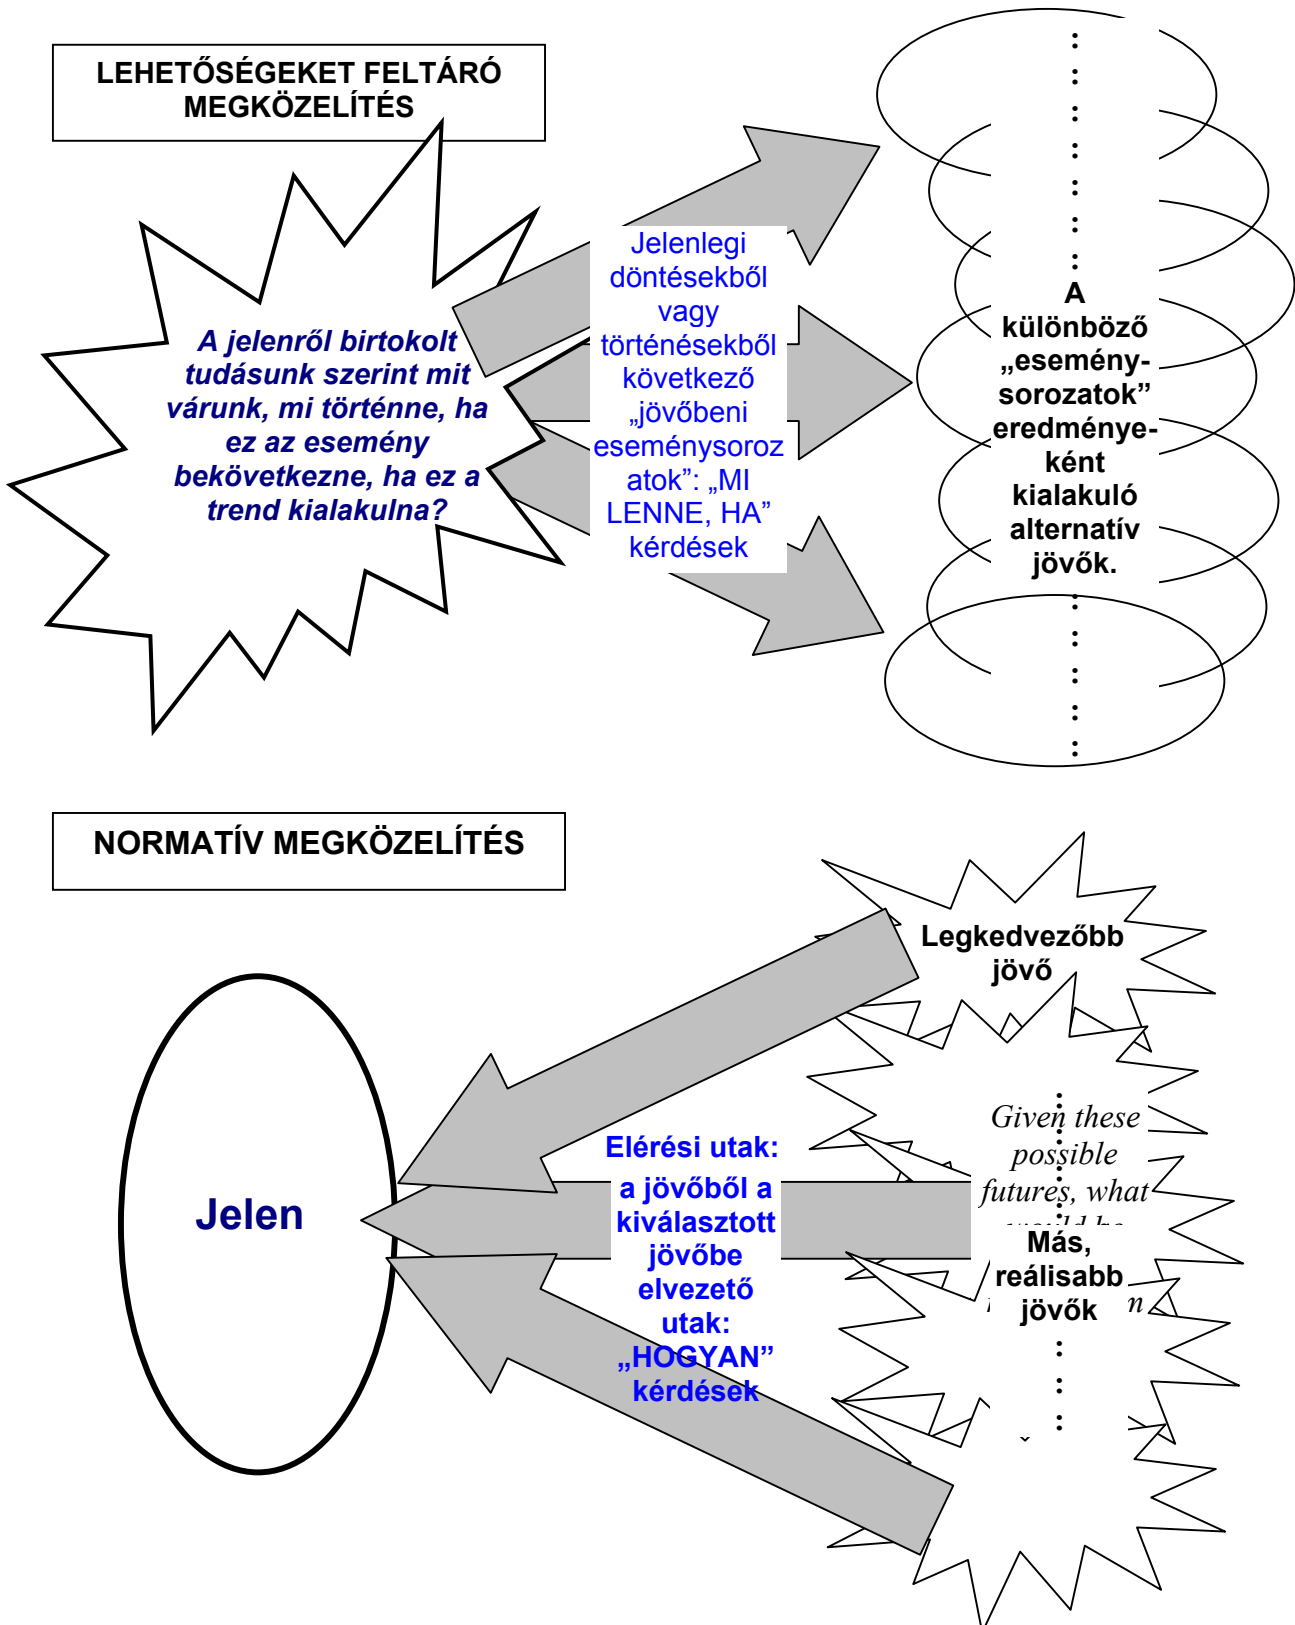 LEHETŐSÉGEKET FELTÁRÓ
MEGKÖZELÍTÉS
A jelenről birtokolt
tudásunk szerint mit
várunk, mi történne, ha
ez az esemény
bekövetkezne, ha ez a
trend kialakulna?
Jelenlegi
döntésekből
vagy
történésekből
következő
„jövőbeni
eseménysoroz
atok”: „MI
LENNE, HA”
kérdések
A
különböző
„esemény-
sorozatok”
eredménye-
ként
kialakuló
alternatív
jövők.
NORMATÍV MEGKÖZELÍTÉS
Jelen
Elérési utak:
a jövőből a
kiválasztott
jövőbe
elvezető
utak:
„HOGYAN”
kérdések
Legkedvezőbb
jövő
Given these
possible
futures, what
Más,
reálisabb
jövők